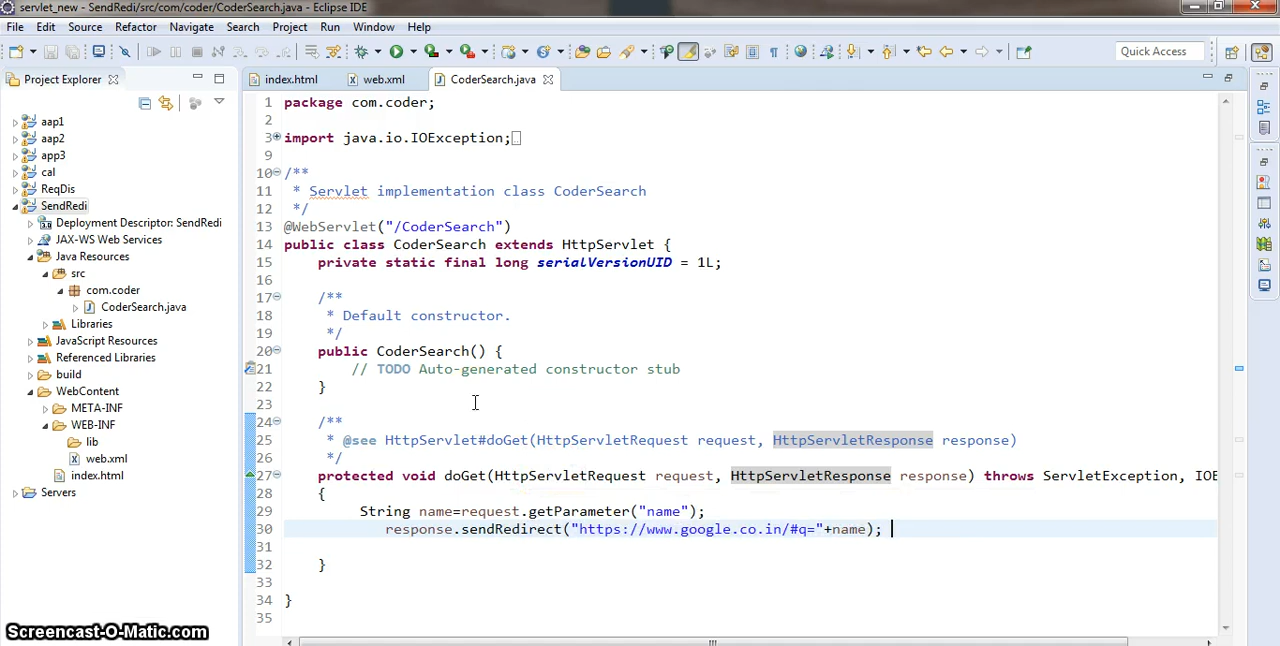 servlet_new - SendRedi/src/com/coder/CoderSearch.java - Eclipse IDE
File Edit Source Refactor Navigate Search Project Run Window Help
Quick Access
Project Explorer
index.html
web.xml
CoderSearch.java
aap1
aap2
app3
cal
ReqDis
SendRedi
Deployment Descriptor: SendRedi
JAX-WS Web Services
Java Resources
src
com.coder
CoderSearch.java
Libraries
JavaScript Resources
Referenced Libraries
build
WebContent
META-INF
WEB-INF
lib
web.xml
index.html
Servers
1 package com.coder;
2
3 import java.io.IOException;
9
10 /**
11 * Servlet implementation class CoderSearch
12 */
13 @WebServlet("/CoderSearch")
14 public class CoderSearch extends HttpServlet {
15 private static final long serialVersionUID = 1L;
16
17 /**
18 * Default constructor.
19 */
20 public CoderSearch() {
21 // TODO Auto-generated constructor stub
22 }
23
24 /**
25 * @see HttpServlet#doGet(HttpServletRequest request, HttpServletResponse response)
26 */
27 protected void doGet(HttpServletRequest request, HttpServletResponse response) throws ServletException, IOE
28 {
29 String name=request.getParameter("name");
30 response.sendRedirect("https://www.google.co.in/#q="+name);
31
32 }
33
34 }
35
Screencast-O-Matic.com